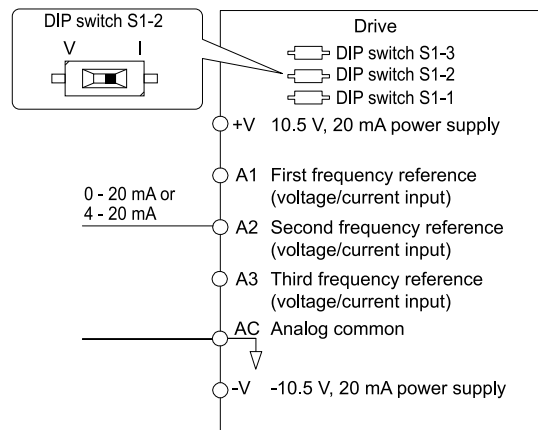 DIP switch S1-2
V I
Drive
DIP switch S1-3
DIP switch S1-2
DIP switch S1-1
+V 10.5 V, 20 mA power supply
A1 First frequency reference
(voltage/current input)
0 - 20 mA or
4 - 20 mA
A2 Second frequency reference
(voltage/current input)
A3 Third frequency reference
(voltage/current input)
AC Analog common
-V -10.5 V, 20 mA power supply